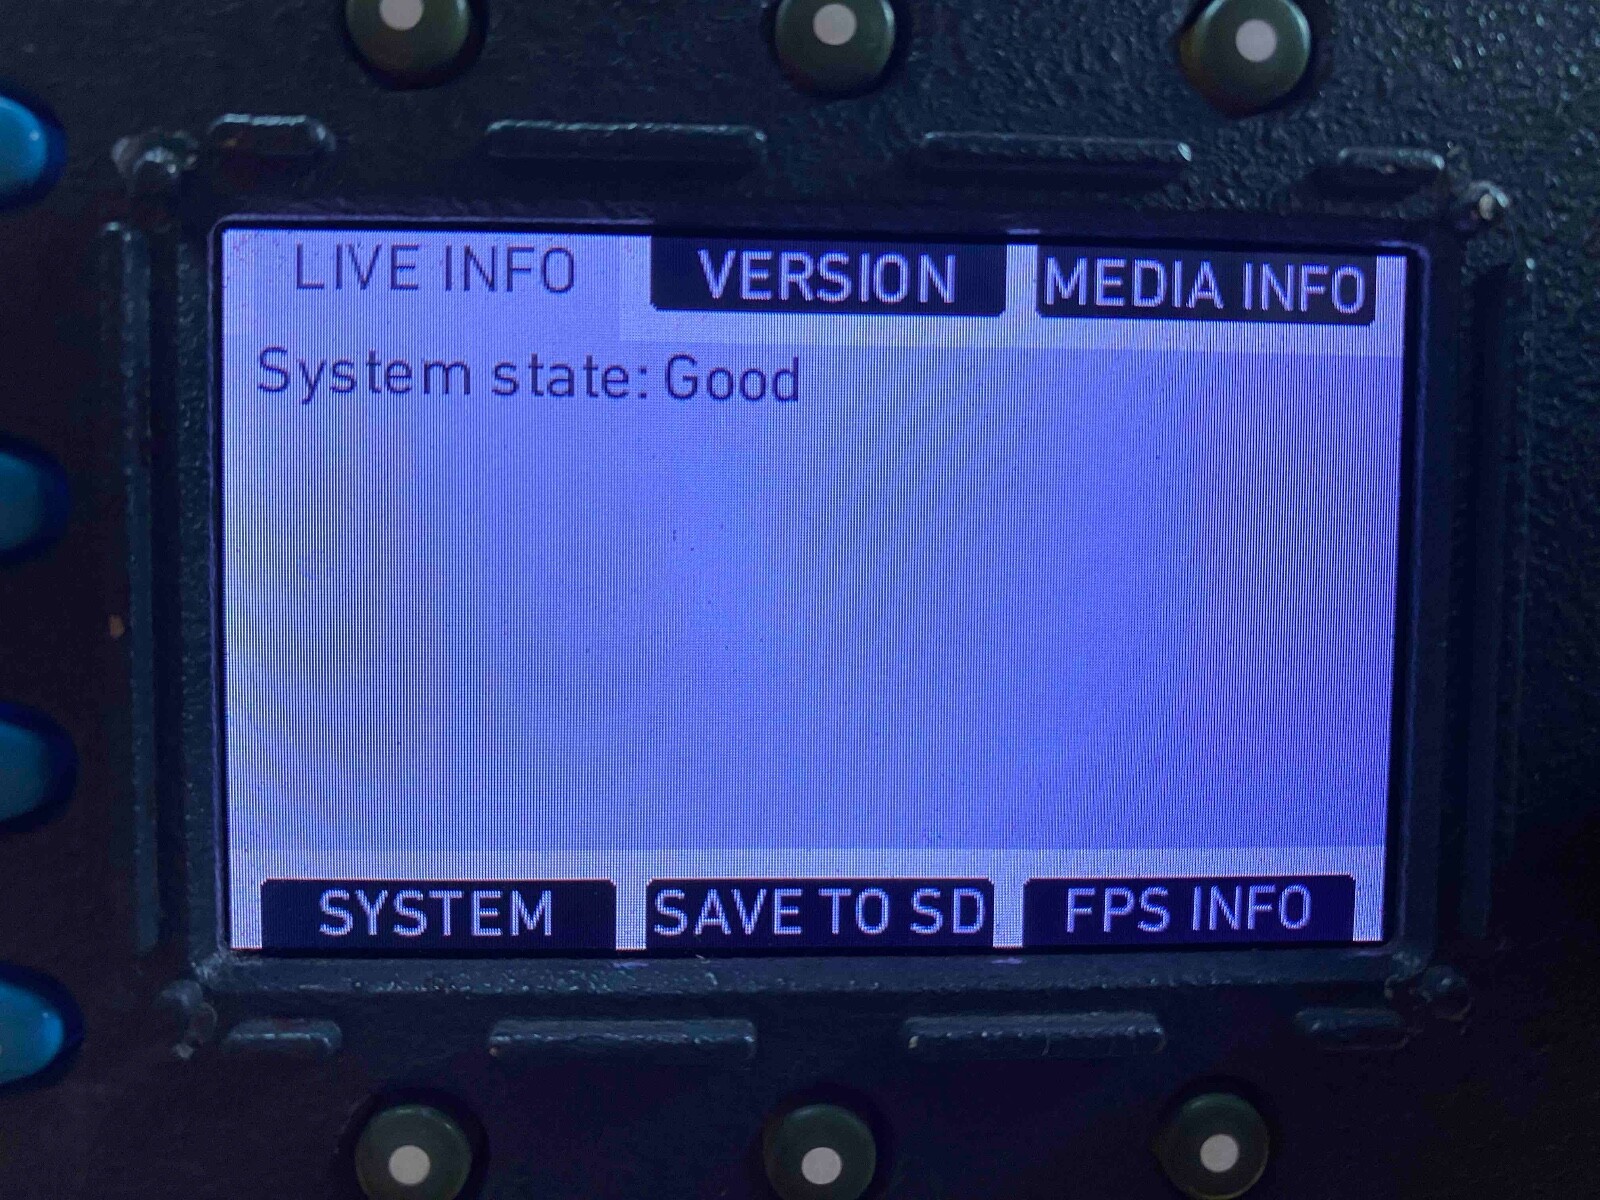 LIVE INFO VERSION MEDIA INFO
System state: Good
SYSTEM SAVE TO SD FPS INFO